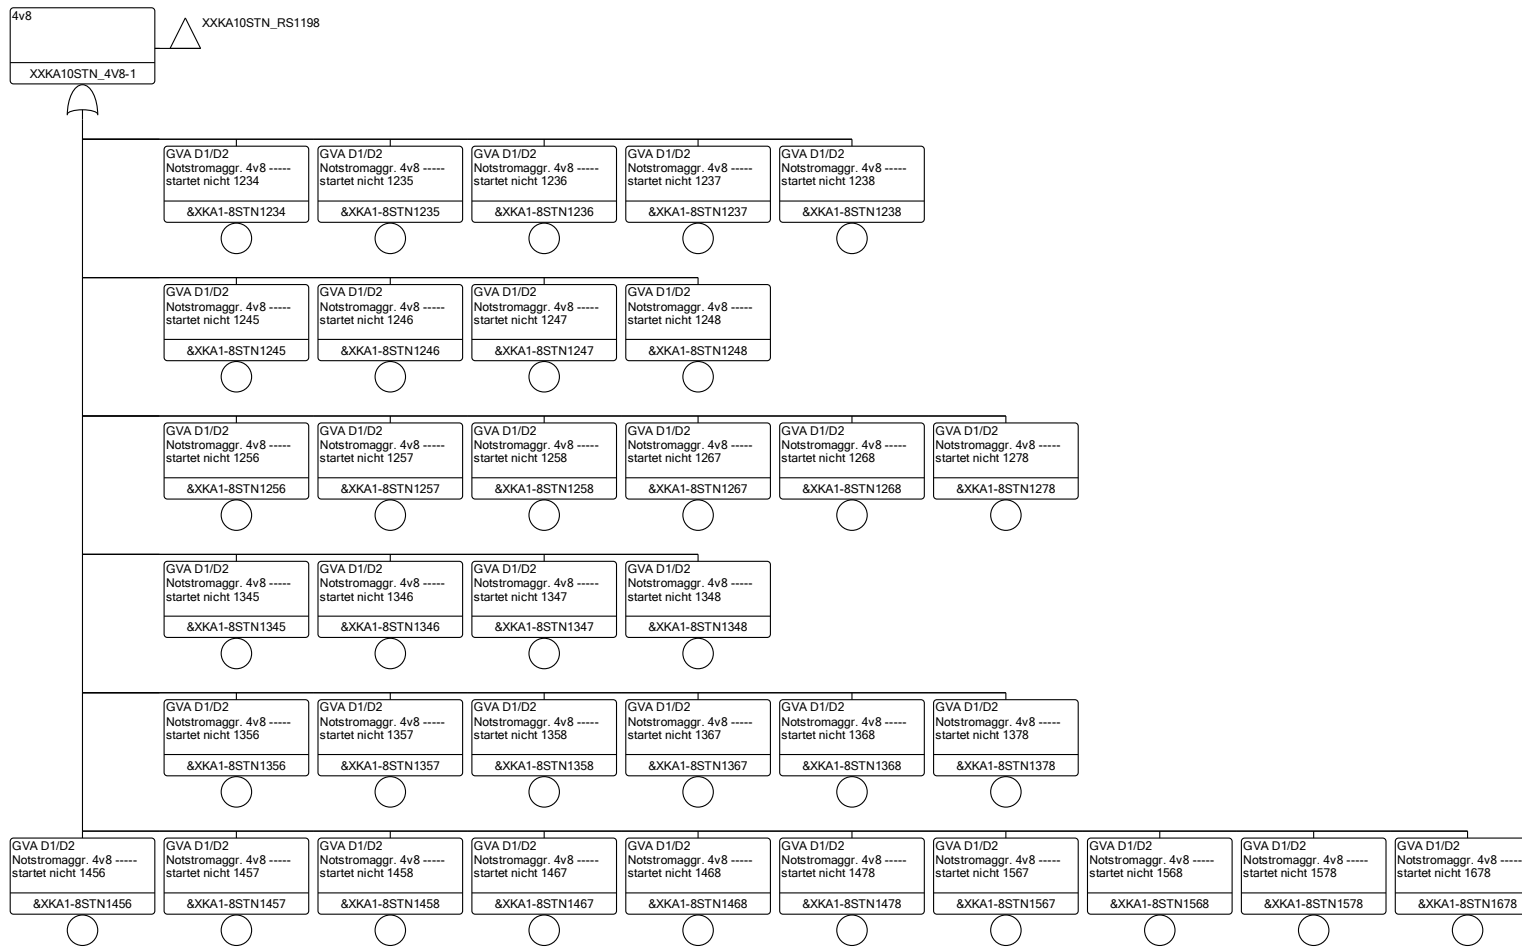 4v8
XXKA10STN_RS1198
XXKA10STN_4V8-1
GVA D1/D2
Notstromaggr. 4v8 -----
startet nicht 1234
&XKA1-8STN1234
GVA D1/D2
Notstromaggr. 4v8 -----
startet nicht 1235
&XKA1-8STN1235
GVA D1/D2
Notstromaggr. 4v8 -----
startet nicht 1236
&XKA1-8STN1236
GVA D1/D2
Notstromaggr. 4v8 -----
startet nicht 1237
&XKA1-8STN1237
GVA D1/D2
Notstromaggr. 4v8 -----
startet nicht 1238
&XKA1-8STN1238
GVA D1/D2
Notstromaggr. 4v8 -----
startet nicht 1245
&XKA1-8STN1245
GVA D1/D2
Notstromaggr. 4v8 -----
startet nicht 1246
&XKA1-8STN1246
GVA D1/D2
Notstromaggr. 4v8 -----
startet nicht 1247
&XKA1-8STN1247
GVA D1/D2
Notstromaggr. 4v8 -----
startet nicht 1248
&XKA1-8STN1248
GVA D1/D2
Notstromaggr. 4v8 -----
startet nicht 1256
&XKA1-8STN1256
GVA D1/D2
Notstromaggr. 4v8 -----
startet nicht 1257
&XKA1-8STN1257
GVA D1/D2
Notstromaggr. 4v8 -----
startet nicht 1258
&XKA1-8STN1258
GVA D1/D2
Notstromaggr. 4v8 -----
startet nicht 1267
&XKA1-8STN1267
GVA D1/D2
Notstromaggr. 4v8 -----
startet nicht 1268
&XKA1-8STN1268
GVA D1/D2
Notstromaggr. 4v8 -----
startet nicht 1278
&XKA1-8STN1278
GVA D1/D2
Notstromaggr. 4v8 -----
startet nicht 1345
&XKA1-8STN1345
GVA D1/D2
Notstromaggr. 4v8 -----
startet nicht 1346
&XKA1-8STN1346
GVA D1/D2
Notstromaggr. 4v8 -----
startet nicht 1347
&XKA1-8STN1347
GVA D1/D2
Notstromaggr. 4v8 -----
startet nicht 1348
&XKA1-8STN1348
GVA D1/D2
Notstromaggr. 4v8 -----
startet nicht 1356
&XKA1-8STN1356
GVA D1/D2
Notstromaggr. 4v8 -----
startet nicht 1357
&XKA1-8STN1357
GVA D1/D2
Notstromaggr. 4v8 -----
startet nicht 1358
&XKA1-8STN1358
GVA D1/D2
Notstromaggr. 4v8 -----
startet nicht 1367
&XKA1-8STN1367
GVA D1/D2
Notstromaggr. 4v8 -----
startet nicht 1368
&XKA1-8STN1368
GVA D1/D2
Notstromaggr. 4v8 -----
startet nicht 1378
&XKA1-8STN1378
GVA D1/D2
Notstromaggr. 4v8 -----
startet nicht 1456
&XKA1-8STN1456
GVA D1/D2
Notstromaggr. 4v8 -----
startet nicht 1457
&XKA1-8STN1457
GVA D1/D2
Notstromaggr. 4v8 -----
startet nicht 1458
&XKA1-8STN1458
GVA D1/D2
Notstromaggr. 4v8 -----
startet nicht 1467
&XKA1-8STN1467
GVA D1/D2
Notstromaggr. 4v8 -----
startet nicht 1468
&XKA1-8STN1468
GVA D1/D2
Notstromaggr. 4v8 -----
startet nicht 1478
&XKA1-8STN1478
GVA D1/D2
Notstromaggr. 4v8 -----
startet nicht 1567
&XKA1-8STN1567
GVA D1/D2
Notstromaggr. 4v8 -----
startet nicht 1568
&XKA1-8STN1568
GVA D1/D2
Notstromaggr. 4v8 -----
startet nicht 1578
&XKA1-8STN1578
GVA D1/D2
Notstromaggr. 4v8 -----
startet nicht 1678
&XKA1-8STN1678